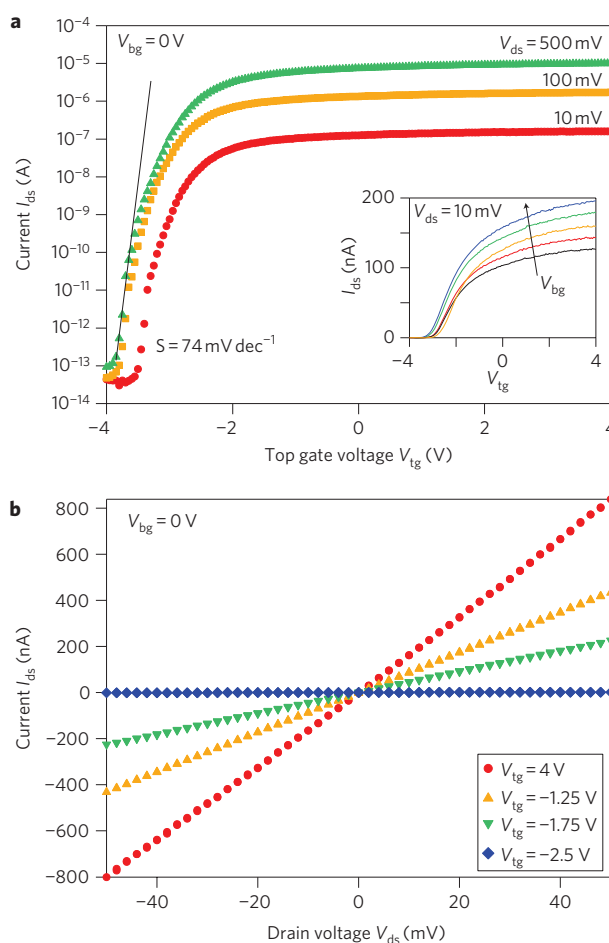 a
V_bg = 0 V
V_ds = 500 mV
100 mV
10 mV
10⁻⁵
10⁻⁶
10⁻⁷
10⁻⁸
10⁻⁹
10⁻¹⁰
10⁻¹¹
10⁻¹²
10⁻¹³
10⁻¹⁴
Current I_ds (A)
S = 74 mV dec⁻¹
−4
−2
0
2
4
Top gate voltage V_tg (V)
200
100
0
I_ds (nA)
V_ds = 10 mV
V_bg
−4
0
4
V_tg
b
V_bg = 0 V
800
600
400
200
0
−200
−400
−600
−800
Current I_ds (nA)
V_tg = 4 V
V_tg = −1.25 V
V_tg = −1.75 V
V_tg = −2.5 V
−40
−20
0
20
40
Drain voltage V_ds (mV)